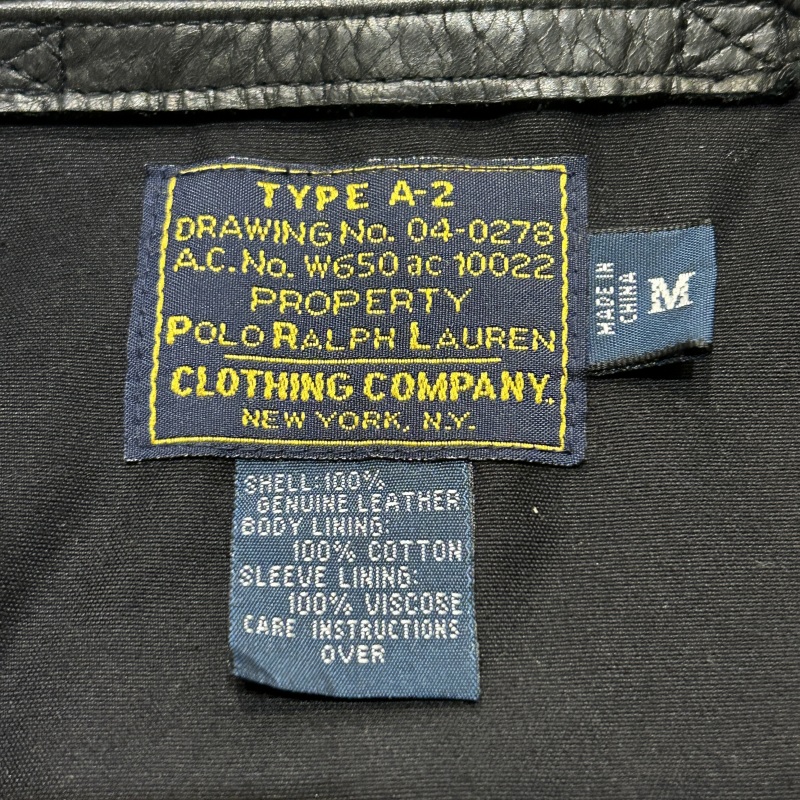 TYPE A-2
DRAWING No. 04-0278
A.C. No. W650 ac 10022
PROPERTY
POLO RALPH LAUREN
CLOTHING COMPANY.
NEW YORK, N.Y.
MADE IN
CHINA
M
SHELL: 100%
GENUINE LEATHER
BODY LINING:
100% COTTON
SLEEVE LINING:
100% VISCOSE
CARE INSTRUCTIONS
OVER